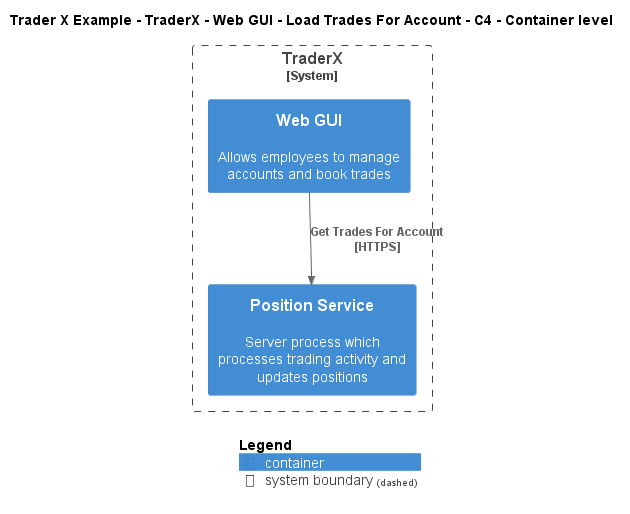 Trader X Example - TraderX - Web GUI - Load Trades For Account - C4 - Container level
TraderX
[System]
Web GUI
Allows employees to manage
accounts and book trades
Get Trades For Account
[HTTPS]
Position Service
Server process which
processes trading activity and
updates positions
Legend
container
system boundary (dashed)